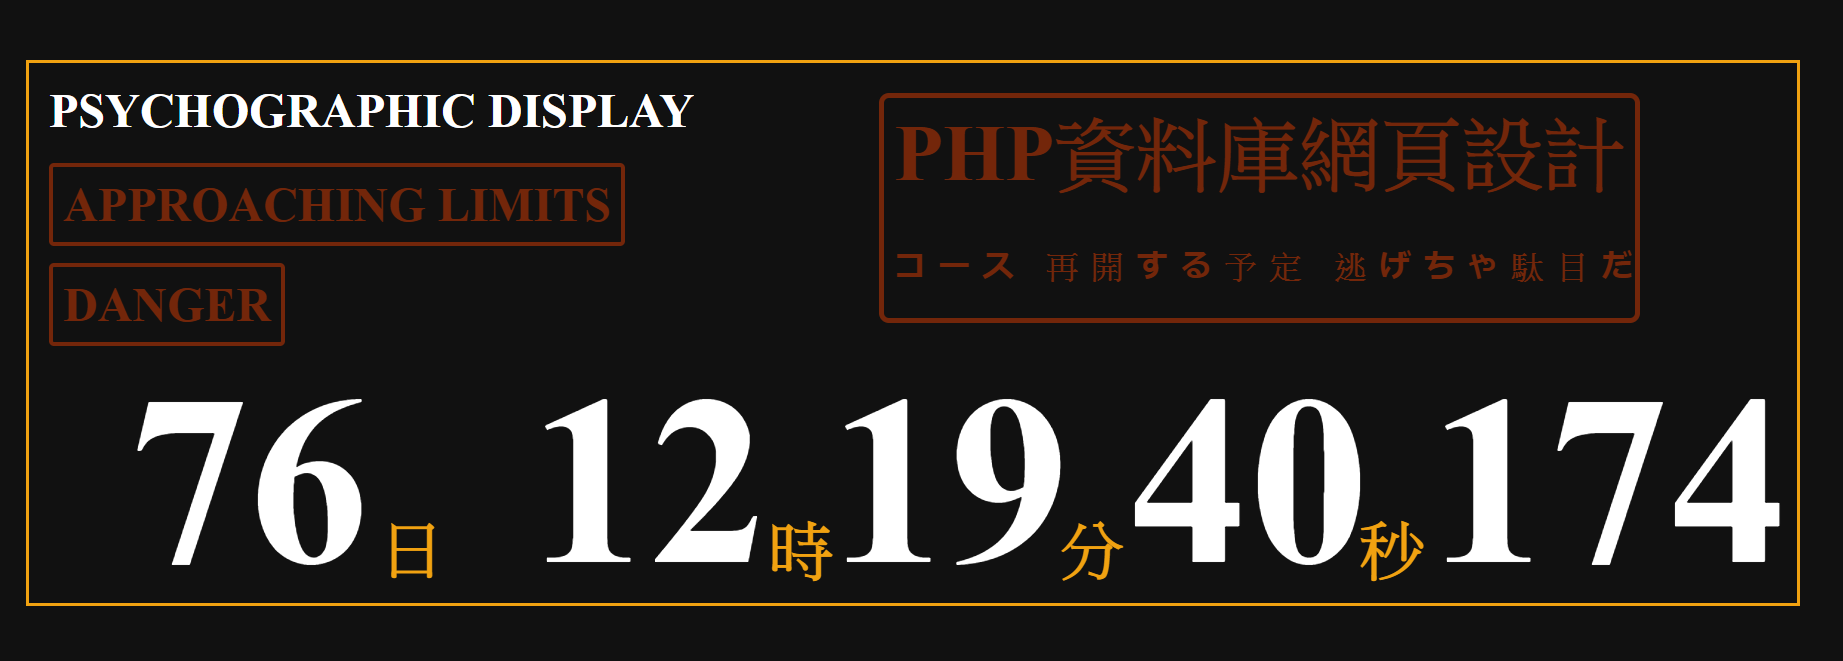 PSYCHOGRAPHIC DISPLAY
APPROACHING LIMITS
DANGER
PHP資料庫網頁設計
コース 再開する予定 逃げちゃ駄目だ
76日 12時19分40秒174